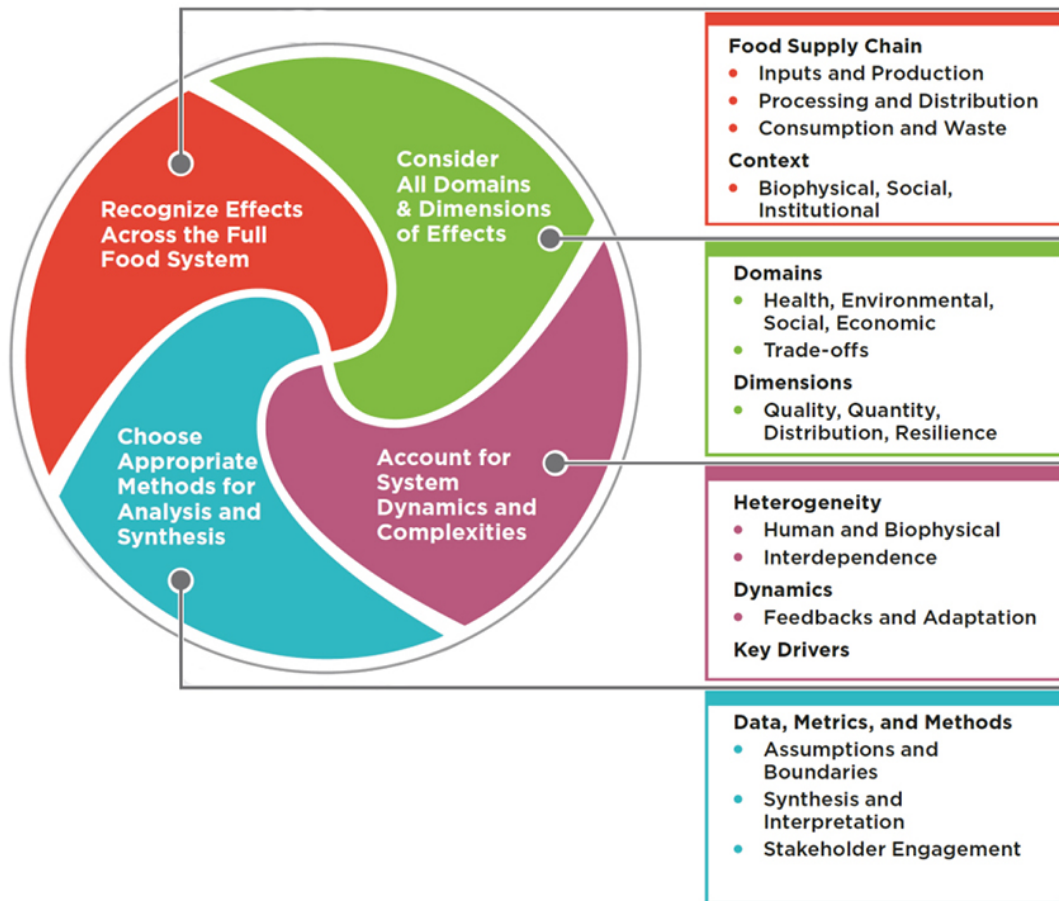 Recognize Effects
Across the Full
Food System
Consider
All Domains
& Dimensions
of Effects
Choose
Appropriate
Methods for
Analysis and
Synthesis
Account for
System
Dynamics and
Complexities
Food Supply Chain
• Inputs and Production
• Processing and Distribution
• Consumption and Waste
Context
• Biophysical, Social,
Institutional
Domains
• Health, Environmental,
Social, Economic
• Trade-offs
Dimensions
• Quality, Quantity,
Distribution, Resilience
Heterogeneity
• Human and Biophysical
• Interdependence
Dynamics
• Feedbacks and Adaptation
Key Drivers
Data, Metrics, and Methods
• Assumptions and
Boundaries
• Synthesis and
Interpretation
• Stakeholder Engagement